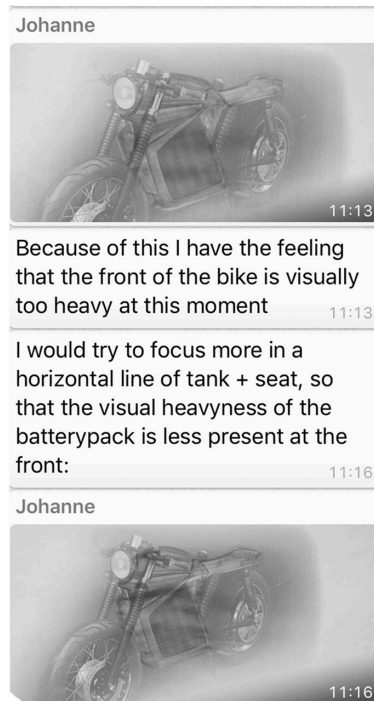 Johanne
11:13
Because of this I have the feeling
that the front of the bike is visually
too heavy at this moment
11:13
I would try to focus more in a
horizontal line of tank + seat, so
that the visual heavyness of the
batterypack is less present at the
front:
11:16
Johanne
11:16